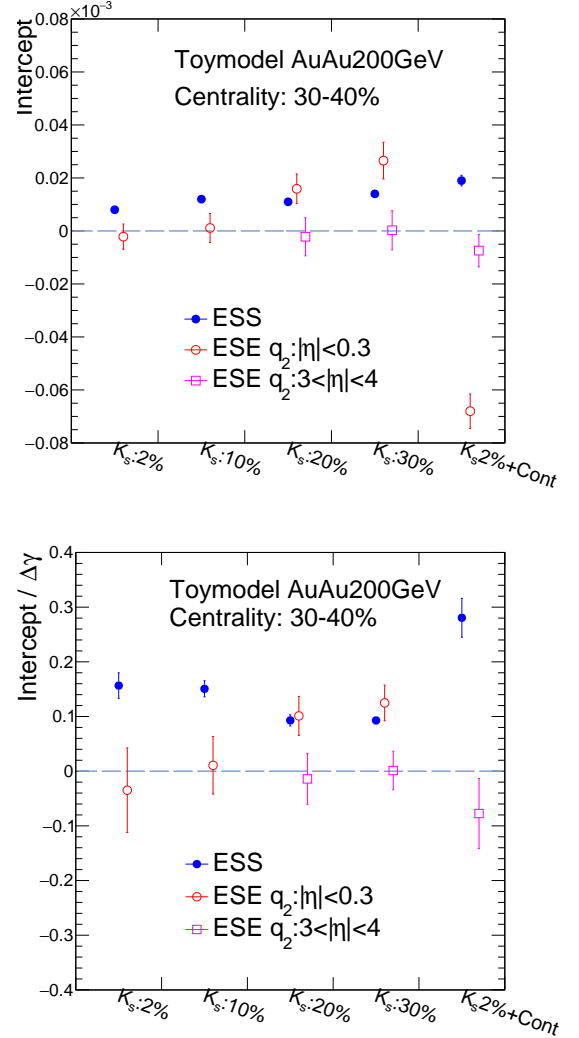 ×10⁻³
Intercept
0.08
0.06
0.04
0.02
0
−0.02
−0.04
−0.06
−0.08
Toymodel AuAu200GeV
Centrality: 30-40%
ESS
ESE q₂:|η|<0.3
ESE q₂:3<|η|<4
Kₛ:2%
Kₛ:10%
Kₛ:20%
Kₛ:30%
Kₛ2%+Cont
Intercept / Δγ
0.4
0.3
0.2
0.1
0
−0.1
−0.2
−0.3
−0.4
Toymodel AuAu200GeV
Centrality: 30-40%
ESS
ESE q₂:|η|<0.3
ESE q₂:3<|η|<4
Kₛ:2%
Kₛ:10%
Kₛ:20%
Kₛ:30%
Kₛ2%+Cont